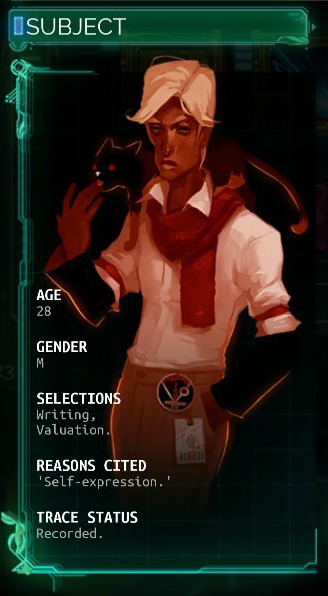 SUBJECT
AGE
28
GENDER
M
SELECTIONS
Writing,
Valuation.
REASONS CITED
'Self-expression.'
TRACE STATUS
Recorded.